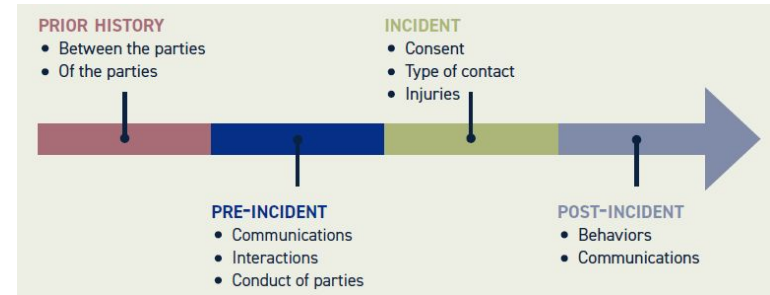 PRIOR HISTORY
• Between the parties
• Of the parties
INCIDENT
• Consent
• Type of contact
• Injuries
PRE-INCIDENT
• Communications
• Interactions
• Conduct of parties
POST-INCIDENT
• Behaviors
• Communications